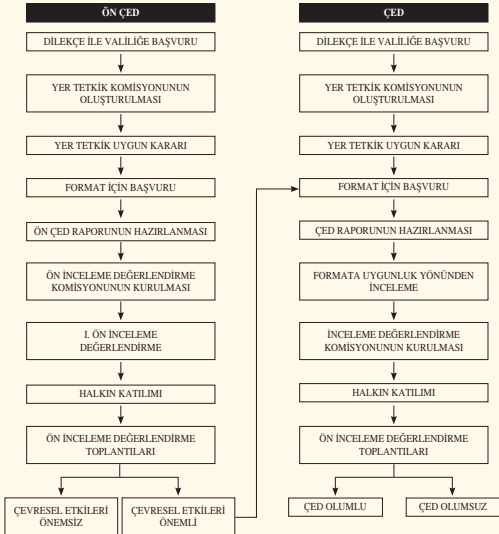 ÖN ÇED
DİLEKÇE İLE VALİLİĞE BAŞVURU
YER TETKİK KOMİSYONUNUN
OLUŞTURULMASI
YER TETKİK UYGUN KARARI
FORMAT İÇİN BAŞVURU
ÖN ÇED RAPORUNUN HAZIRLANMASI
ÖN İNCELEME DEĞERLENDİRME
KOMİSYONUNUN KURULMASI
I. ÖN İNCELEME
DEĞERLENDİRME
HALKIN KATILIMI
ÖN İNCELEME DEĞERLENDİRME
TOPLANTILARI
ÇEVRESEL ETKİLERİ
ÖNEMSİZ
ÇEVRESEL ETKİLERİ
ÖNEMLİ
ÇED
DİLEKÇE İLE VALİLİĞE BAŞVURU
YER TETKİK KOMİSYONUNUN
OLUŞTURULMASI
YER TETKİK UYGUN KARARI
FORMAT İÇİN BAŞVURU
ÇED RAPORUNUN HAZIRLANMASI
FORMATA UYGUNLUK YÖNÜNDEN
İNCELEME
İNCELEME DEĞERLENDİRME
KOMİSYONUNUN KURULMASI
HALKIN KATILIMI
ÖN İNCELEME DEĞERLENDİRME
TOPLANTILARI
ÇED OLUMLU
ÇED OLUMSUZ